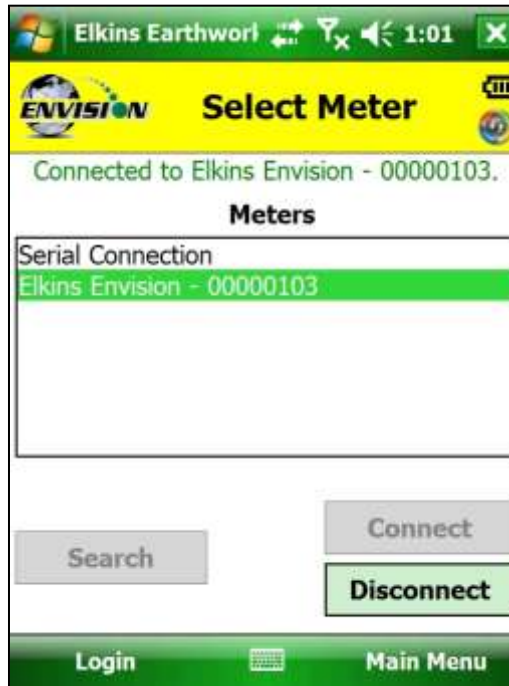 Elkins Earthworl 1:01
ENVISION Select Meter
Connected to Elkins Envision - 00000103.
Meters
Serial Connection
Elkins Envision - 00000103
Connect
Search
Disconnect
Login Main Menu